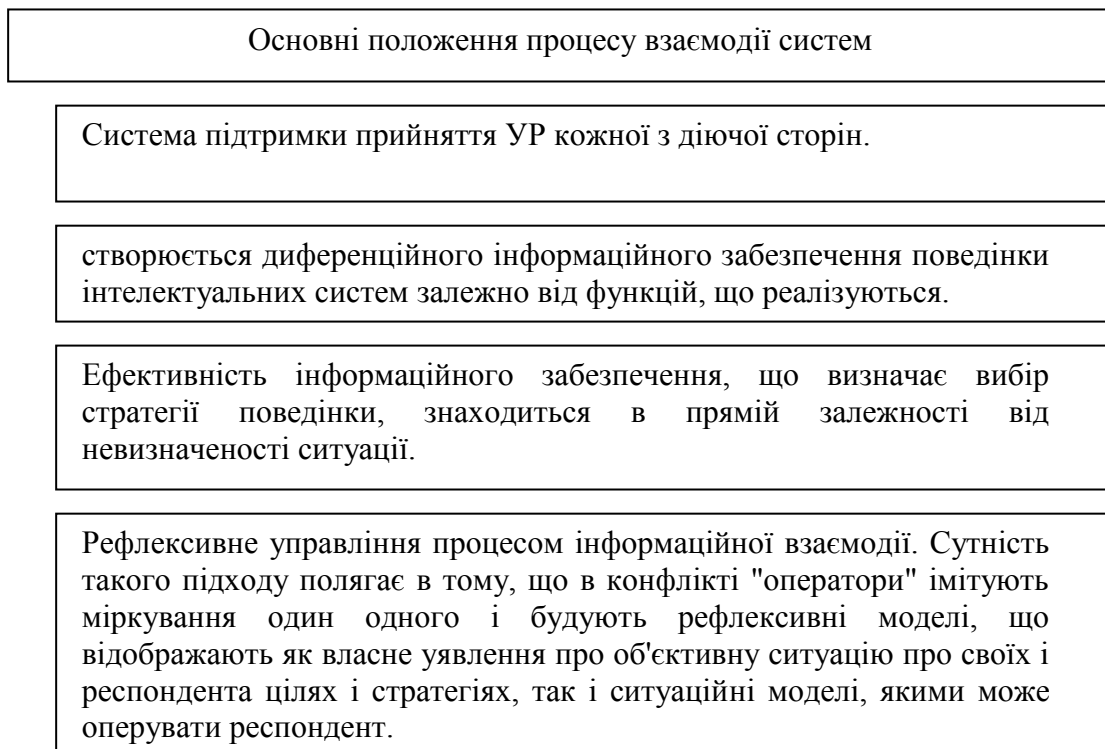 Основні положення процесу взаємодії систем
Система підтримки прийняття УР кожної з діючої сторін.
створюється диференційного інформаційного забезпечення поведінки
інтелектуальних систем залежно від функцій, що реалізуються.
Ефективність інформаційного забезпечення, що визначає вибір
стратегії поведінки, знаходиться в прямій залежності від
невизначеності ситуації.
Рефлексивне управління процесом інформаційної взаємодії. Сутність
такого підходу полягає в тому, що в конфлікті "оператори" імітують
міркування один одного і будують рефлексивні моделі, що
відображають як власне уявлення про об'єктивну ситуацію про своїх і
респондента цілях і стратегіях, так і ситуаційні моделі, якими може
оперувати респондент.